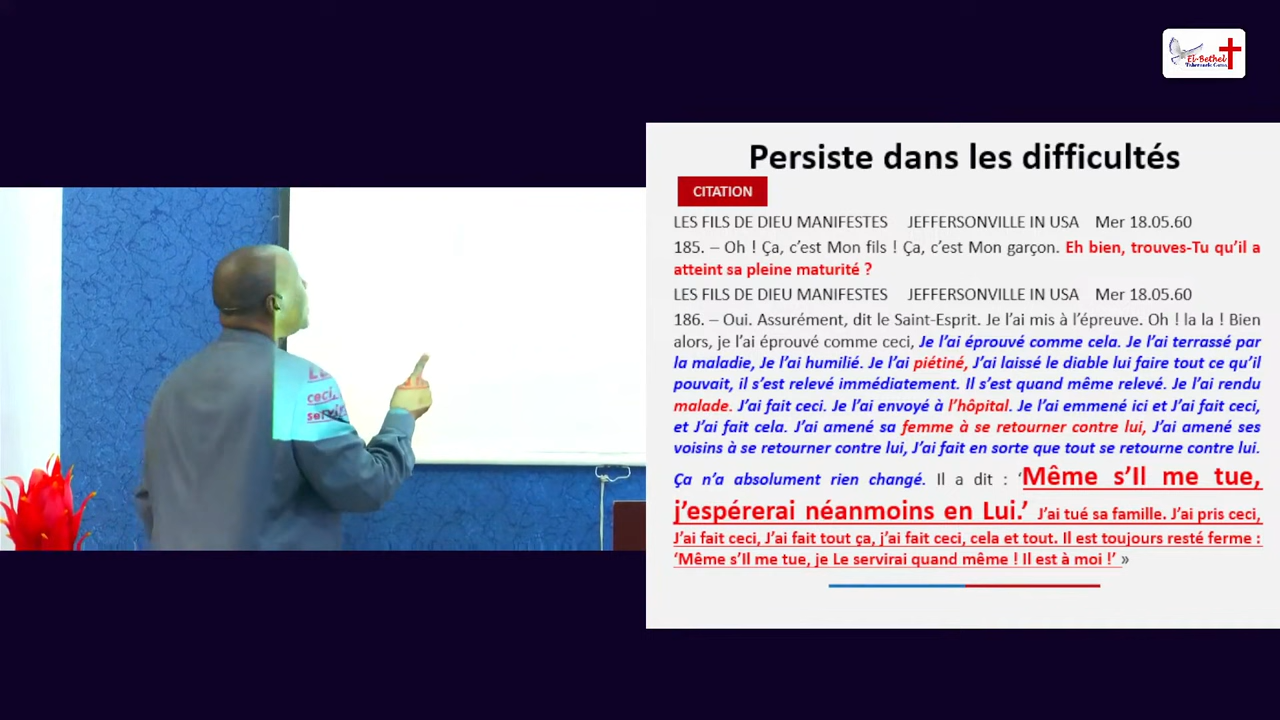 El-Bethel
Persiste dans les difficultés
CITATION
LES FILS DE DIEU MANIFESTES JEFFERSONVILLE IN USA Mer 18.05.60
185. – Oh ! Ça, c’est Mon fils ! Ça, c’est Mon garçon. Eh bien, trouves-Tu qu’il a
atteint sa pleine maturité ?
LES FILS DE DIEU MANIFESTES JEFFERSONVILLE IN USA Mer 18.05.60
186. – Oui. Assurément, dit le Saint-Esprit. Je l’ai mis à l’épreuve. Oh ! la la ! Bien
alors, je l’ai éprouvé comme ceci, Je l’ai éprouvé comme cela. Je l’ai terrassé par
la maladie, Je l’ai humilié. Je l’ai piétiné, J’ai laissé le diable lui faire tout ce qu’il
pouvait, il s’est relevé immédiatement. Il s’est quand même relevé. Je l’ai rendu
malade. J’ai fait ceci. Je l’ai envoyé à l’hôpital. Je l’ai emmené ici et J’ai fait ceci,
et J’ai fait cela. J’ai amené sa femme à se retourner contre lui, J’ai amené ses
voisins à se retourner contre lui, J’ai fait en sorte que tout se retourne contre lui.
Ça n’a absolument rien changé. Il a dit : ‘Même s’Il me tue,
j’espérerai néanmoins en Lui.’ J’ai tué sa famille. J’ai pris ceci,
J’ai fait ceci, J’ai fait tout ça, j’ai fait ceci, cela et tout. Il est toujours resté ferme :
‘Même s’Il me tue, je Le servirai quand même ! Il est à moi !’ »
ceci,